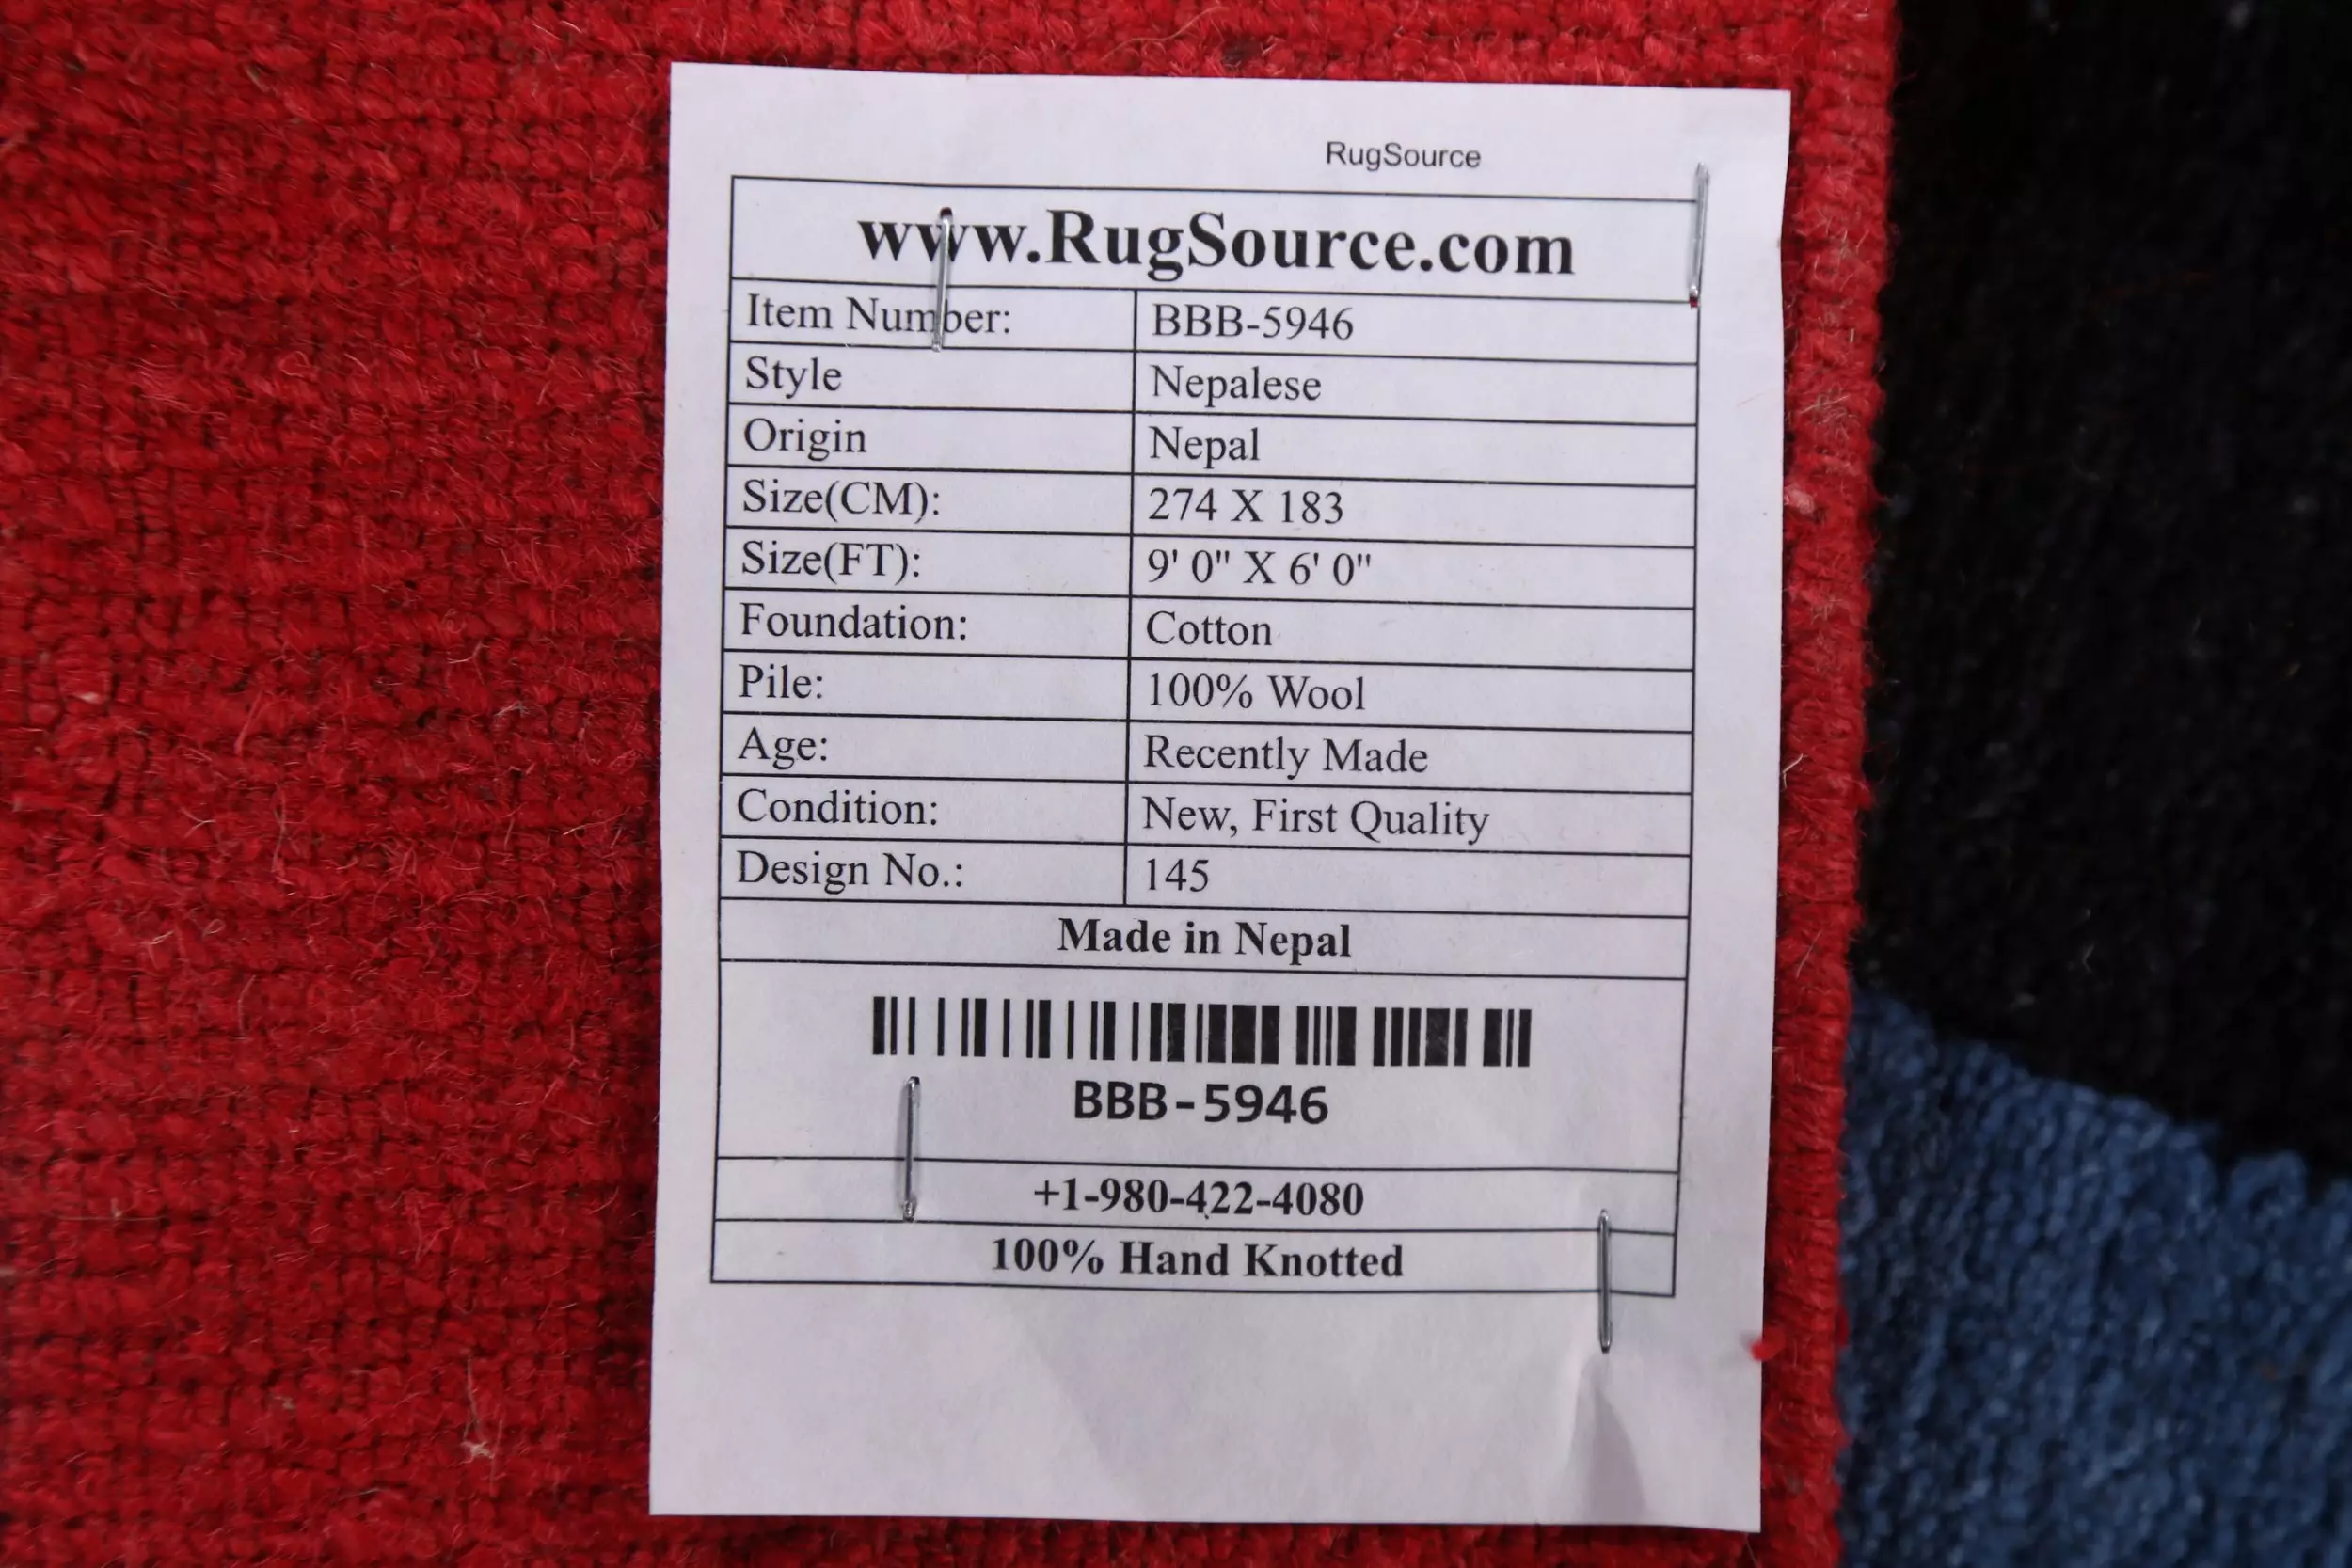 RugSource
www.RugSource.com
Item Number: BBB-5946
Style Nepalese
Origin Nepal
Size(CM): 274 X 183
Size(FT): 9' 0" X 6' 0"
Foundation: Cotton
Pile: 100% Wool
Age: Recently Made
Condition: New, First Quality
Design No.: 145
Made in Nepal
BBB-5946
+1-980-422-4080
100% Hand Knotted